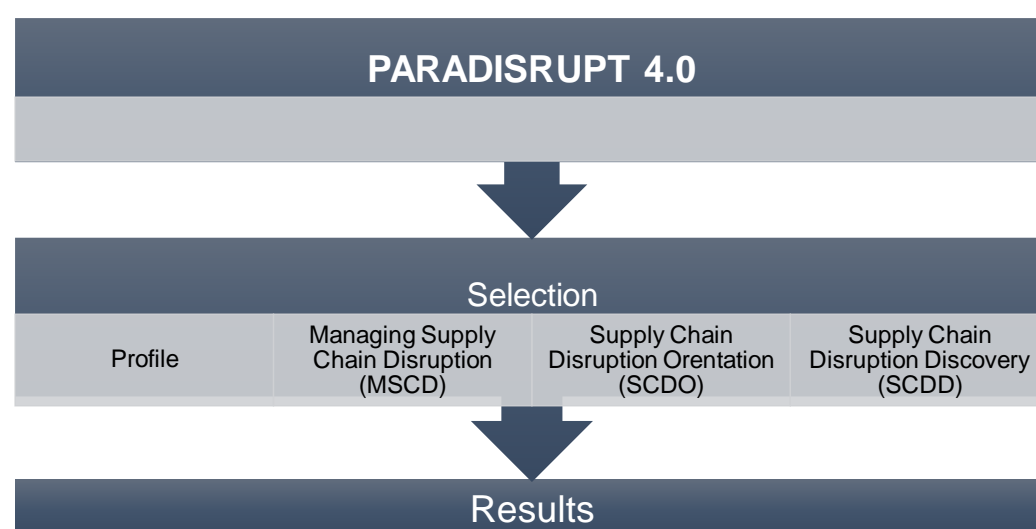 PARADISRUPT 4.0
Selection
Profile
Managing Supply
Chain Disruption
(MSCD)
Supply Chain
Disruption Orentation
(SCDO)
Supply Chain
Disruption Discovery
(SCDD)
Results